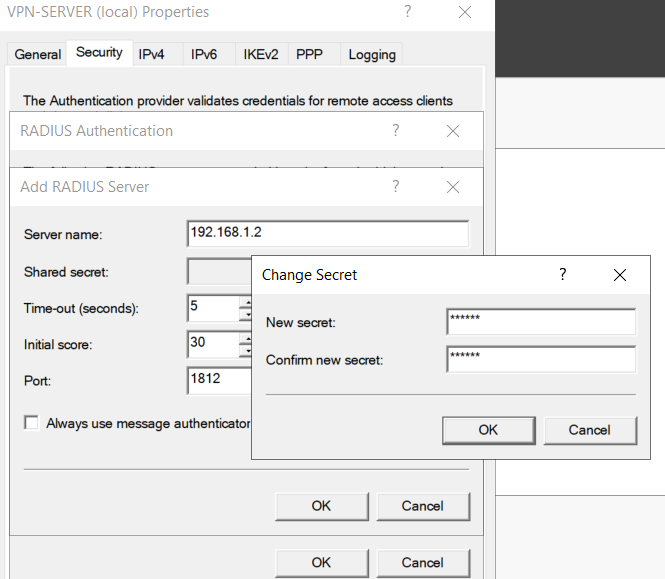 VPN-SERVER (local) Properties ? ×
General Security IPv4 IPv6 IKEv2 PPP Logging
The Authentication provider validates credentials for remote access clients
RADIUS Authentication ? ×
Add RADIUS Server ? ×
Server name: 192.168.1.2
Shared secret:
Change Secret ? ×
Time-out (seconds): 5
New secret: ******
Initial score: 30
Confirm new secret: ******
Port: 1812
Always use message authenticator
OK Cancel
OK Cancel
OK Cancel